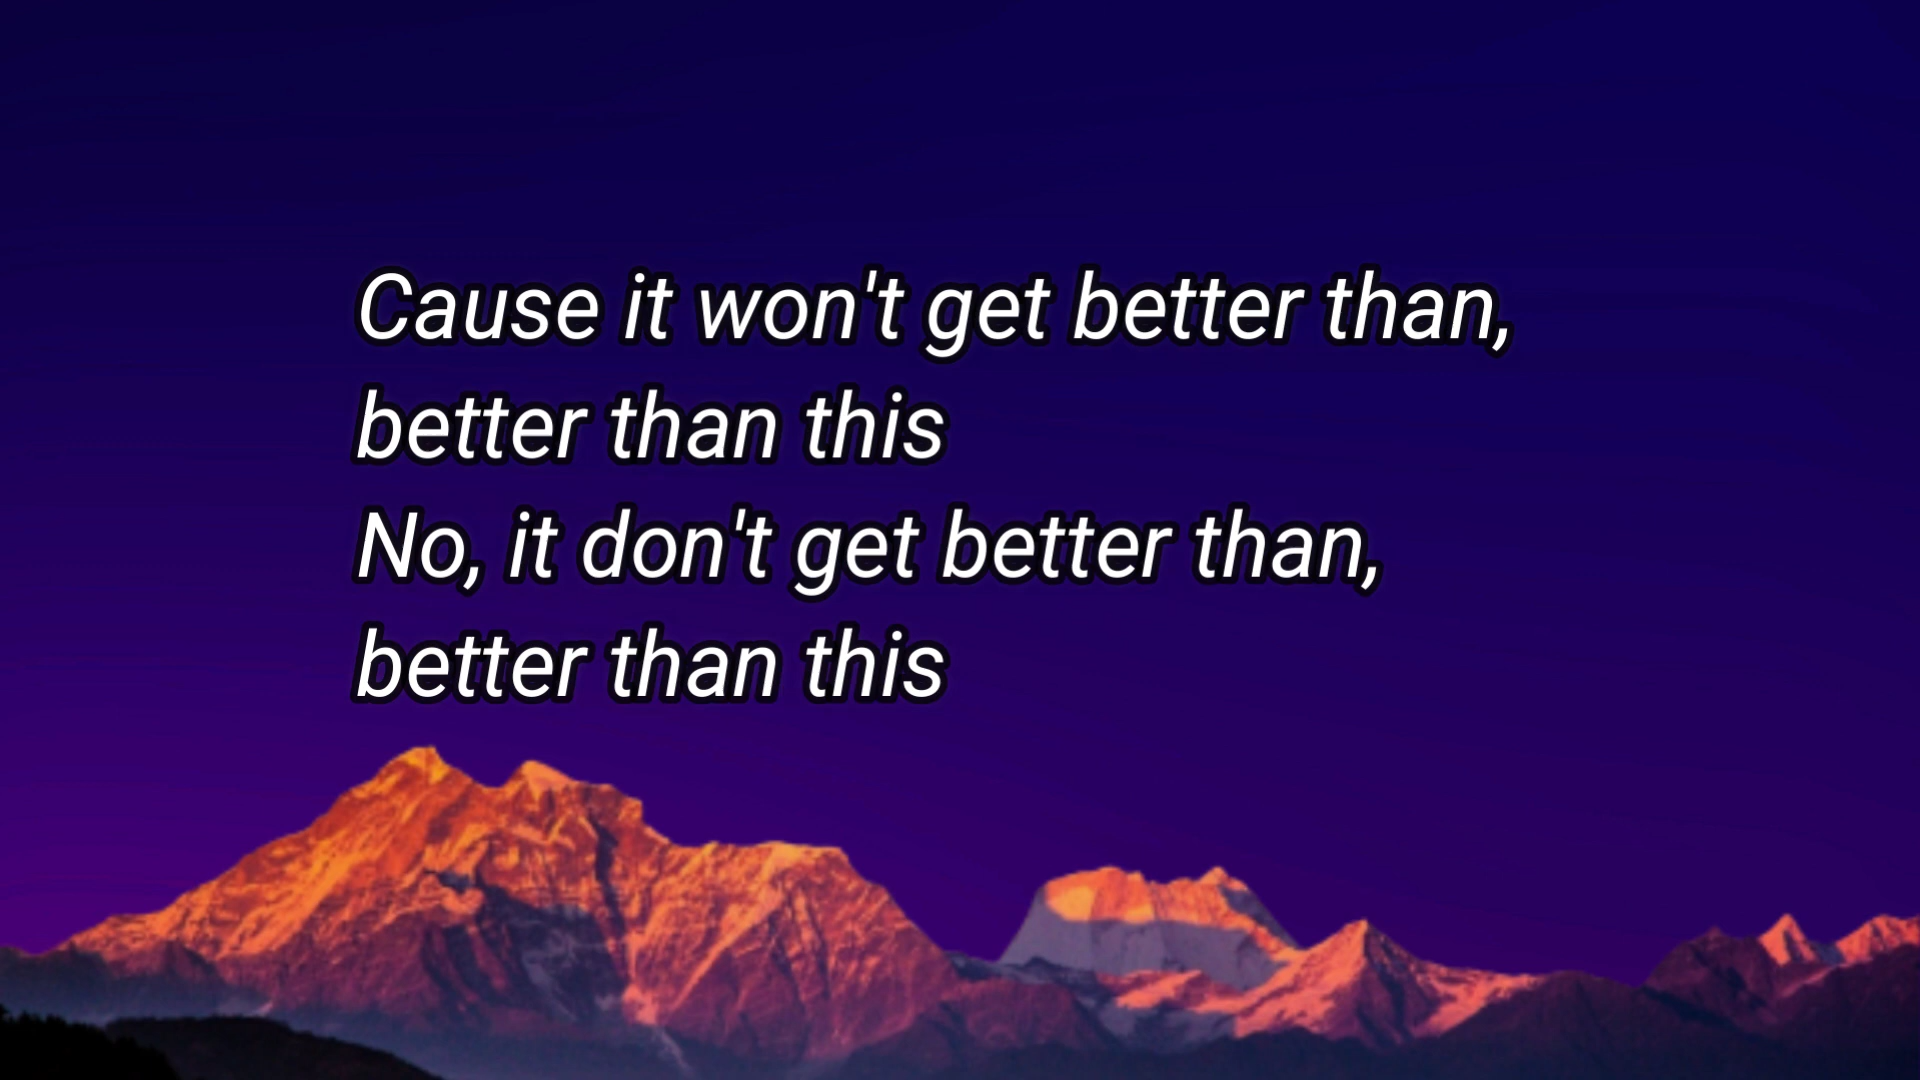 Cause it won't get better than,
better than this
No, it don't get better than,
better than this